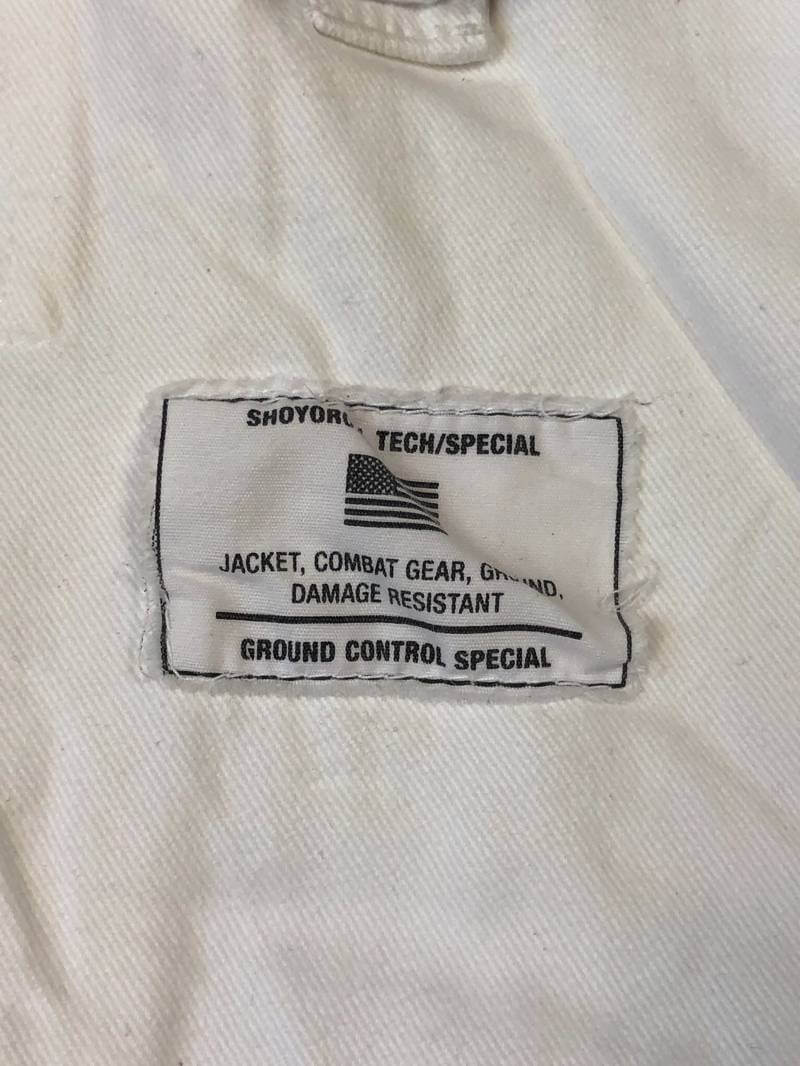 TECH/SPECIAL
JACKET, COMBAT GEAR,
DAMAGE RESISTANT
GROUND CONTROL SPECIAL